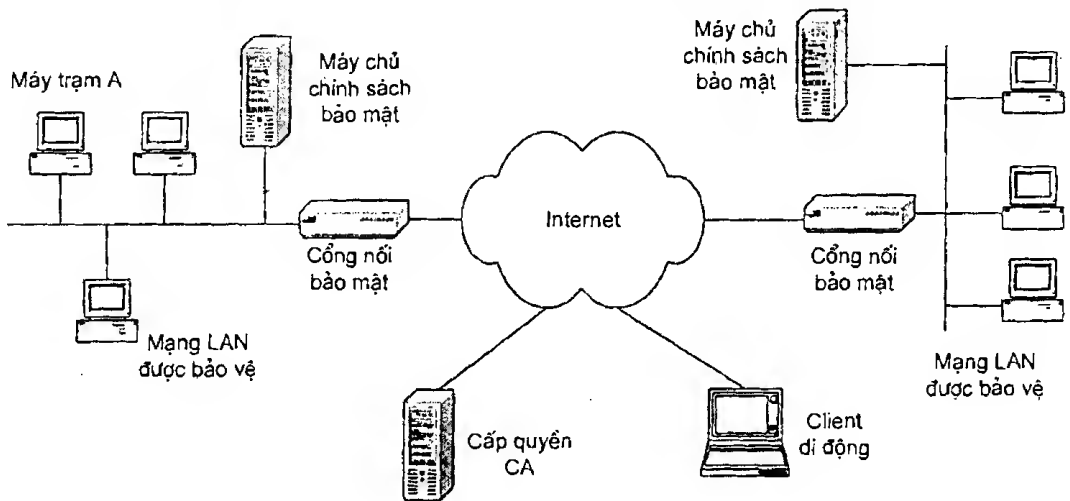 Máy trạm A
Máy chủ
chính sách
bảo mật
Máy chủ
chính sách
bảo mật
Internet
Cổng nối
bảo mật
Cổng nối
bảo mật
Mạng LAN
được bảo vệ
Mạng LAN
được bảo vệ
Cấp quyền
CA
Client
di động